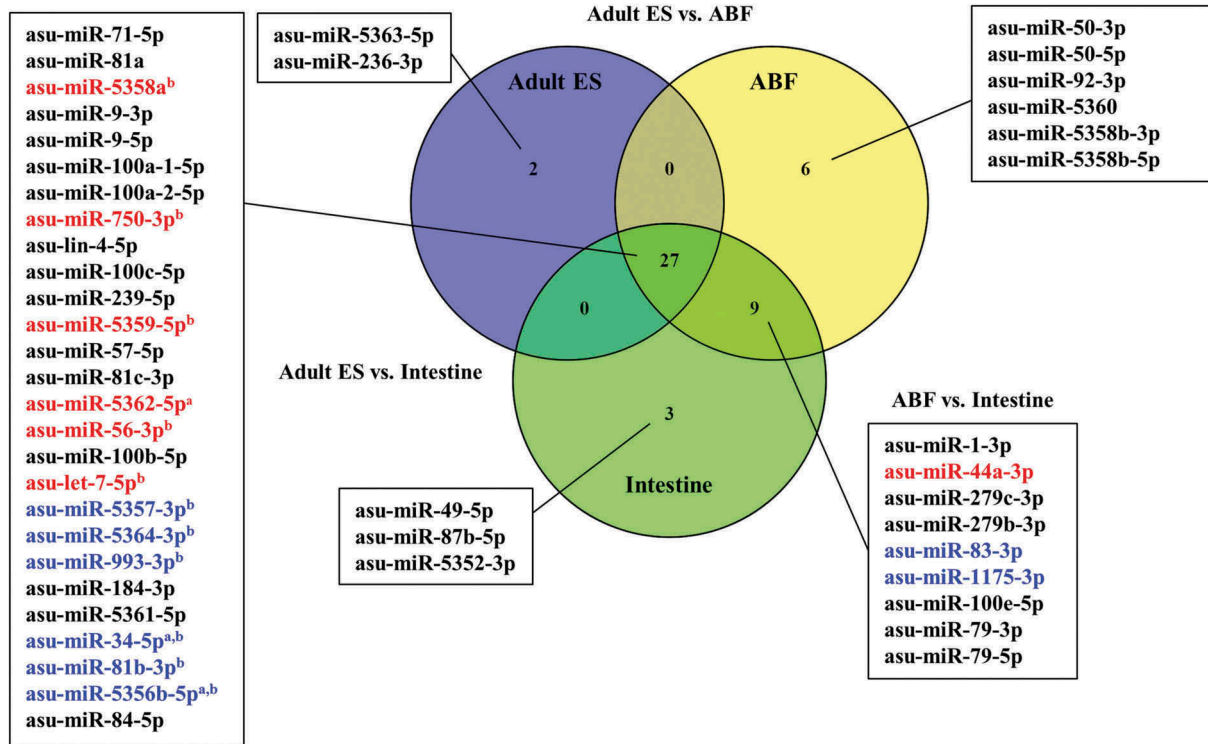 asu-miR-71-5p
asu-miR-81a
asu-miR-5358aᵇ
asu-miR-9-3p
asu-miR-9-5p
asu-miR-100a-1-5p
asu-miR-100a-2-5p
asu-miR-750-3pᵇ
asu-lin-4-5p
asu-miR-100c-5p
asu-miR-239-5p
asu-miR-5359-5pᵇ
asu-miR-57-5p
asu-miR-81c-3p
asu-miR-5362-5pᵃ
asu-miR-56-3pᵇ
asu-miR-100b-5p
asu-let-7-5pᵇ
asu-miR-5357-3pᵇ
asu-miR-5364-3pᵇ
asu-miR-993-3pᵇ
asu-miR-184-3p
asu-miR-5361-5p
asu-miR-34-5pᵃ,ᵇ
asu-miR-81b-3pᵇ
asu-miR-5356b-5pᵃ,ᵇ
asu-miR-84-5p
asu-miR-5363-5p
asu-miR-236-3p
Adult ES vs. ABF
Adult ES
ABF
2
0
6
27
0
9
3
Intestine
Adult ES vs. Intestine
asu-miR-50-3p
asu-miR-50-5p
asu-miR-92-3p
asu-miR-5360
asu-miR-5358b-3p
asu-miR-5358b-5p
asu-miR-49-5p
asu-miR-87b-5p
asu-miR-5352-3p
ABF vs. Intestine
asu-miR-1-3p
asu-miR-44a-3p
asu-miR-279c-3p
asu-miR-279b-3p
asu-miR-83-3p
asu-miR-1175-3p
asu-miR-100e-5p
asu-miR-79-3p
asu-miR-79-5p